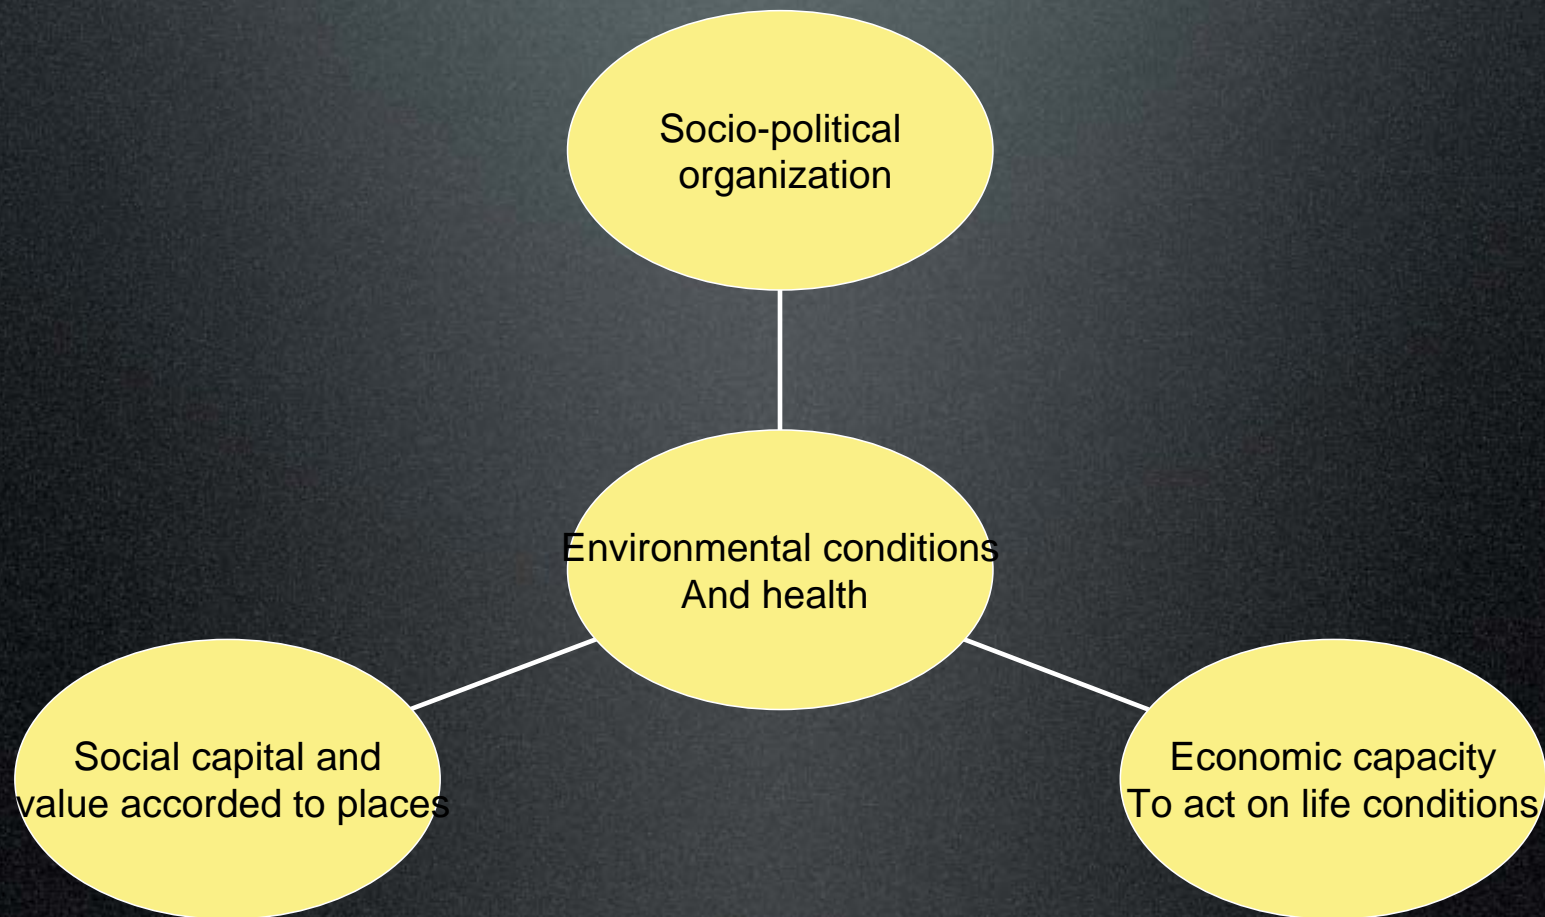 Socio-political
organization
Environmental conditions
And health
Social capital and
value accorded to places
Economic capacity
To act on life conditions